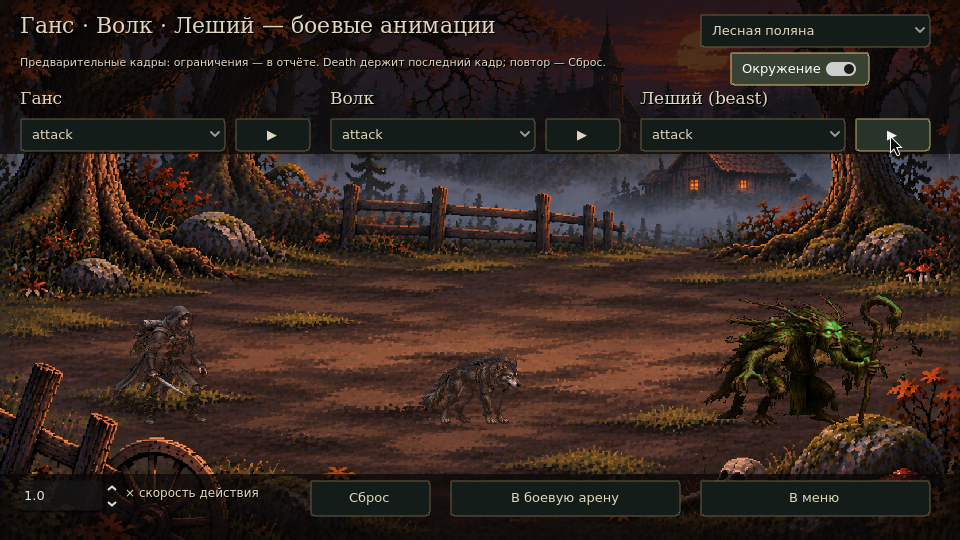 Ганс · Волк · Леший — боевые анимации
Лесная поляна
Предварительные кадры: ограничения — в отчёте. Death держит последний кадр; повтор — Сброс.
Окружение
Ганс
Волк
Леший (beast)
attack
attack
attack
1.0
× скорость действия
Сброс
В боевую арену
В меню